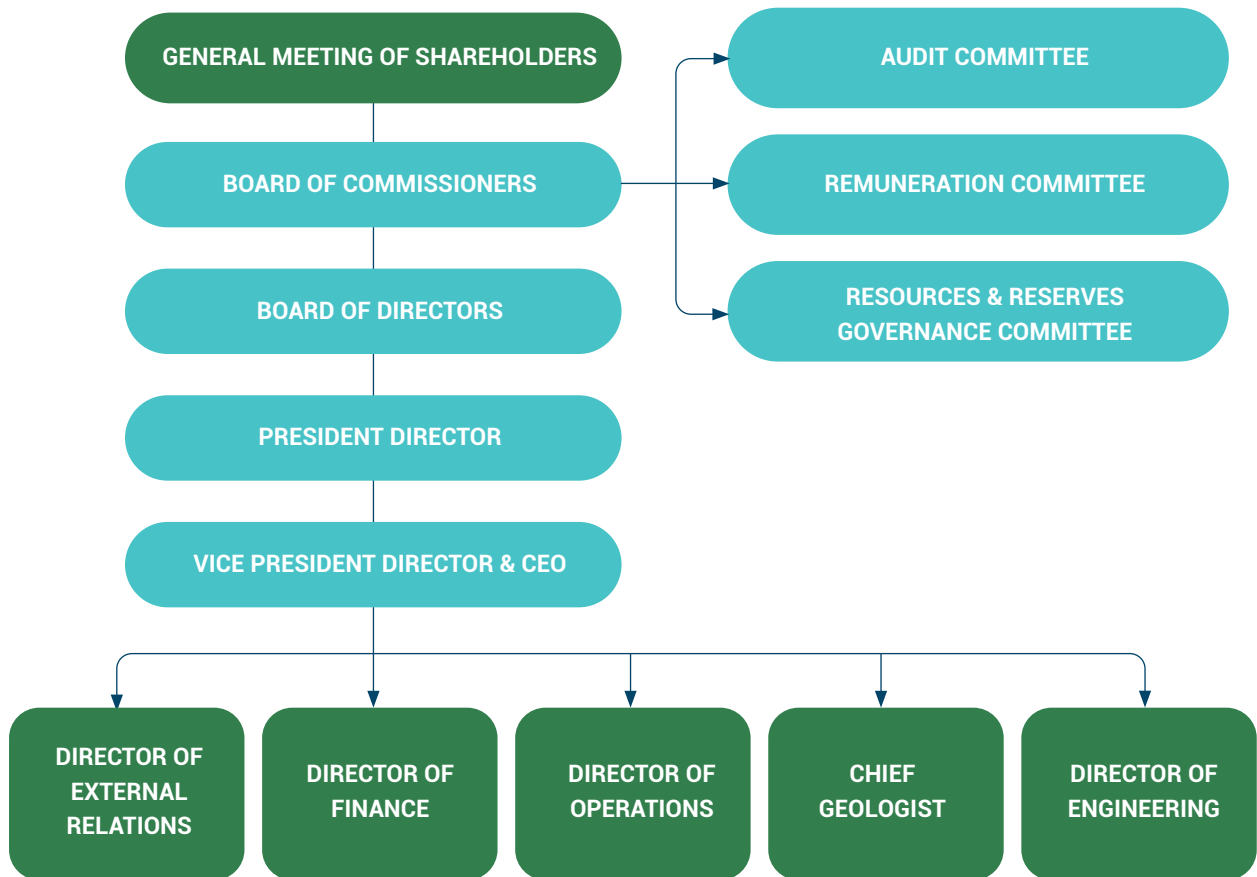 GENERAL MEETING OF SHAREHOLDERS
AUDIT COMMITTEE
BOARD OF COMMISSIONERS
REMUNERATION COMMITTEE
BOARD OF DIRECTORS
RESOURCES & RESERVES
GOVERNANCE COMMITTEE
PRESIDENT DIRECTOR
VICE PRESIDENT DIRECTOR & CEO
DIRECTOR OF
EXTERNAL
RELATIONS
DIRECTOR OF
FINANCE
DIRECTOR OF
OPERATIONS
CHIEF
GEOLOGIST
DIRECTOR OF
ENGINEERING